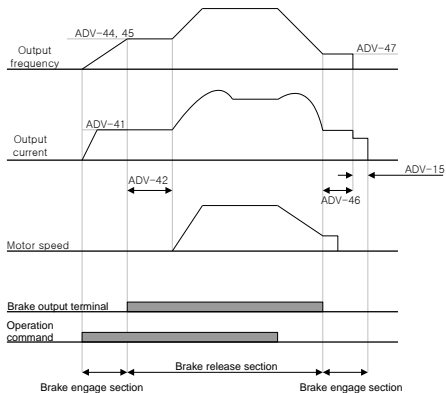 ADV-44, 45
Output
frequency
ADV-47
ADV-41
Output
current
ADV-15
ADV-42
ADV-46
Motor speed
Brake output terminal
Operation
command
Brake release section
Brake engage section
Brake engage section